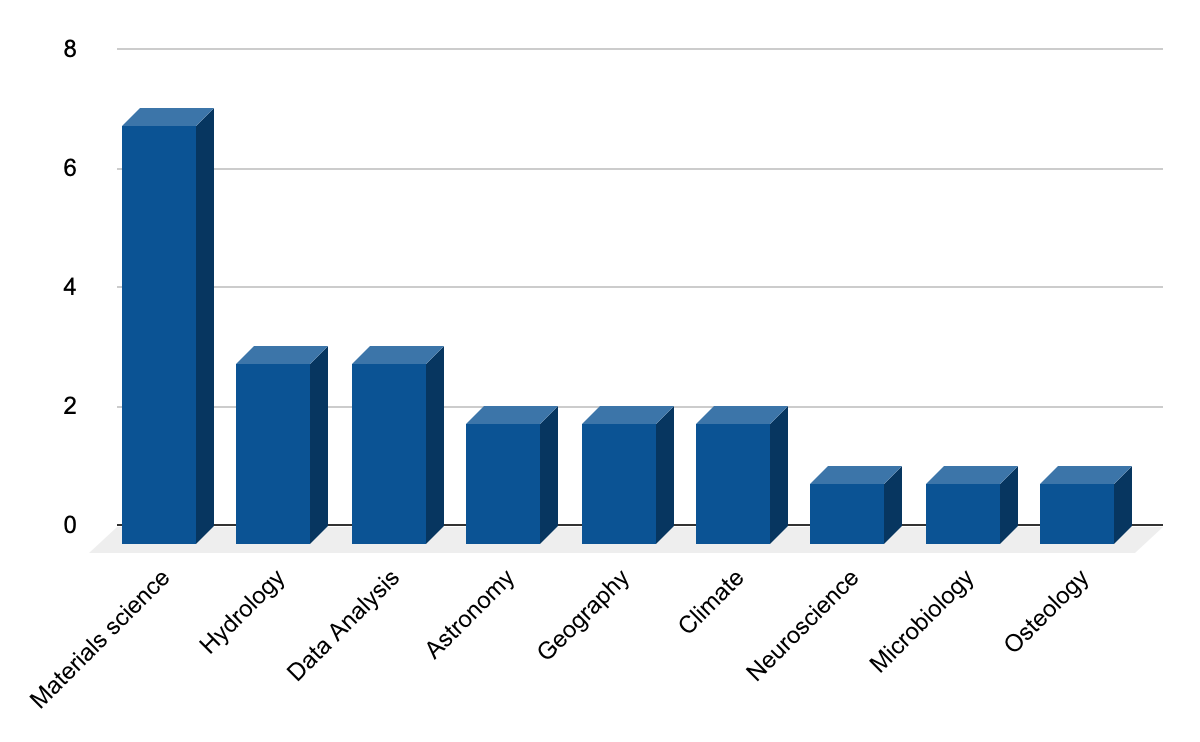 8
6
4
2
0
Materials science
Hydrology
Data Analysis
Astronomy
Geography
Climate
Neuroscience
Microbiology
Osteology